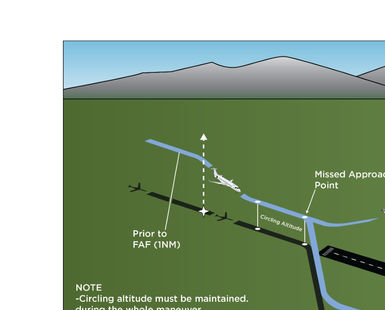 Missed Approac
Point
Circling Altitude
Prior to
FAF (1NM)
NOTE
-Circling altitude must be maintained.
during the whole maneuver